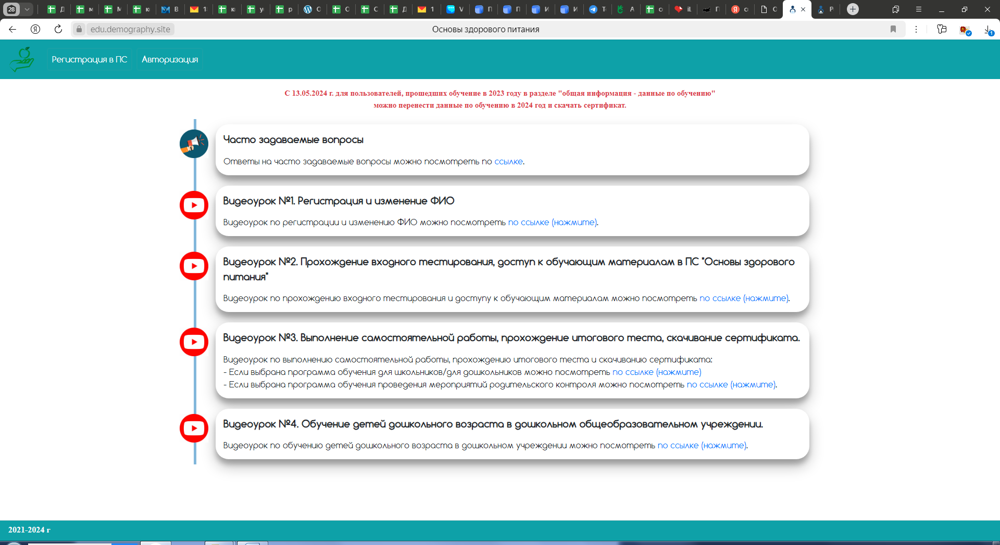 28
edu.demography.site
Основы здорового питания
Регистрация в ПС
Авторизация
С 13.05.2024 г. для пользователей, прошедших обучение в 2023 году в разделе "общая информация - данные по обучению"
можно перенести данные по обучению в 2024 год и скачать сертификат.
Часто задаваемые вопросы
Ответы на часто задаваемые вопросы можно посмотреть по ссылке.
Видеоурок №1. Регистрация и изменение ФИО
Видеоурок по регистрации и изменению ФИО можно посмотреть по ссылке (нажмите).
Видеоурок №2. Прохождение входного тестирования, доступ к обучающим материалам в ПС "Основы здорового
питания"
Видеоурок по прохождению входного тестирования и доступу к обучающим материалам можно посмотреть по ссылке (нажмите).
Видеоурок №3. Выполнение самостоятельной работы, прохождение итогового теста, скачивание сертификата.
Видеоурок по выполнению самостоятельной работы, прохождению итогового теста и скачиванию сертификата:
- Если выбрана программа обучения для школьников/для дошкольников можно посмотреть по ссылке (нажмите)
- Если выбрана программа обучения проведения мероприятий родительского контроля можно посмотреть по ссылке (нажмите).
Видеоурок №4. Обучение детей дошкольного возраста в дошкольном общеобразовательном учреждении.
Видеоурок по обучению детей дошкольного возраста в дошкольном учреждении можно посмотреть по ссылке (нажмите).
2021-2024 г